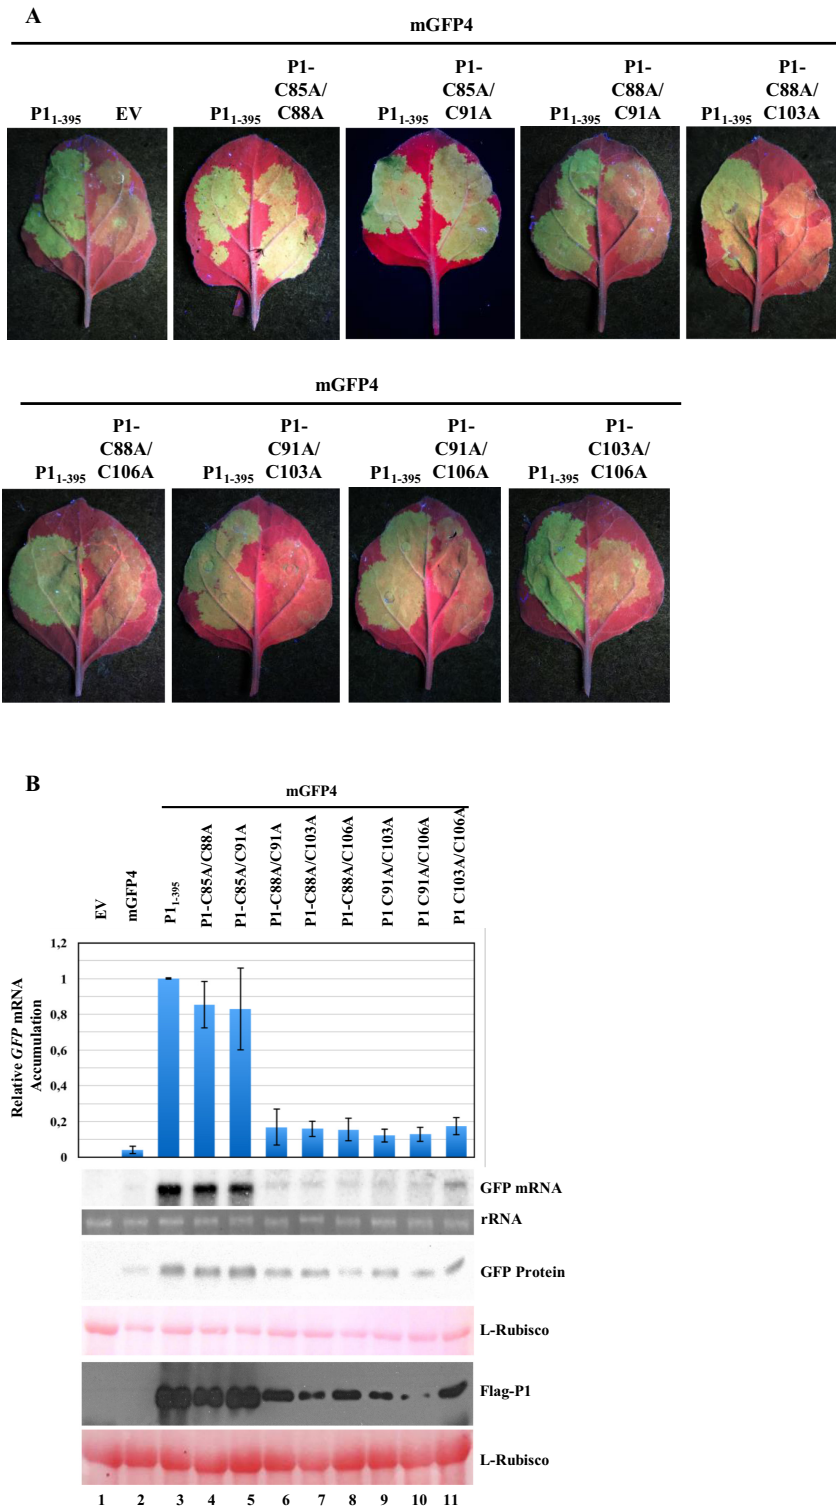 A
mGFP4
P1-
C85A/
P1₁₋₃₉₅ EV P1₁₋₃₉₅ C88A
P1-
C85A/
P1₁₋₃₉₅ C91A
P1-
C88A/
P1₁₋₃₉₅ C91A
P1-
C88A/
P1₁₋₃₉₅ C103A
mGFP4
P1-
C88A/
P1₁₋₃₉₅ C106A
P1-
C91A/
P1₁₋₃₉₅ C103A
P1-
C91A/
P1₁₋₃₉₅ C106A
P1-
C103A/
P1₁₋₃₉₅ C106A
B
mGFP4
EV
mGFP4
P1₁₋₃₉₅
P1-C85A/C88A
P1-C85A/C91A
P1-C88A/C91A
P1-C88A/C103A
P1-C88A/C106A
P1 C91A/C103A
P1 C91A/C106A
P1 C103A/C106A
Relative GFP mRNA
Accumulation
1,2
1
0,8
0,6
0,4
0,2
0
GFP mRNA
rRNA
GFP Protein
L-Rubisco
Flag-P1
L-Rubisco
1 2 3 4 5 6 7 8 9 10 11